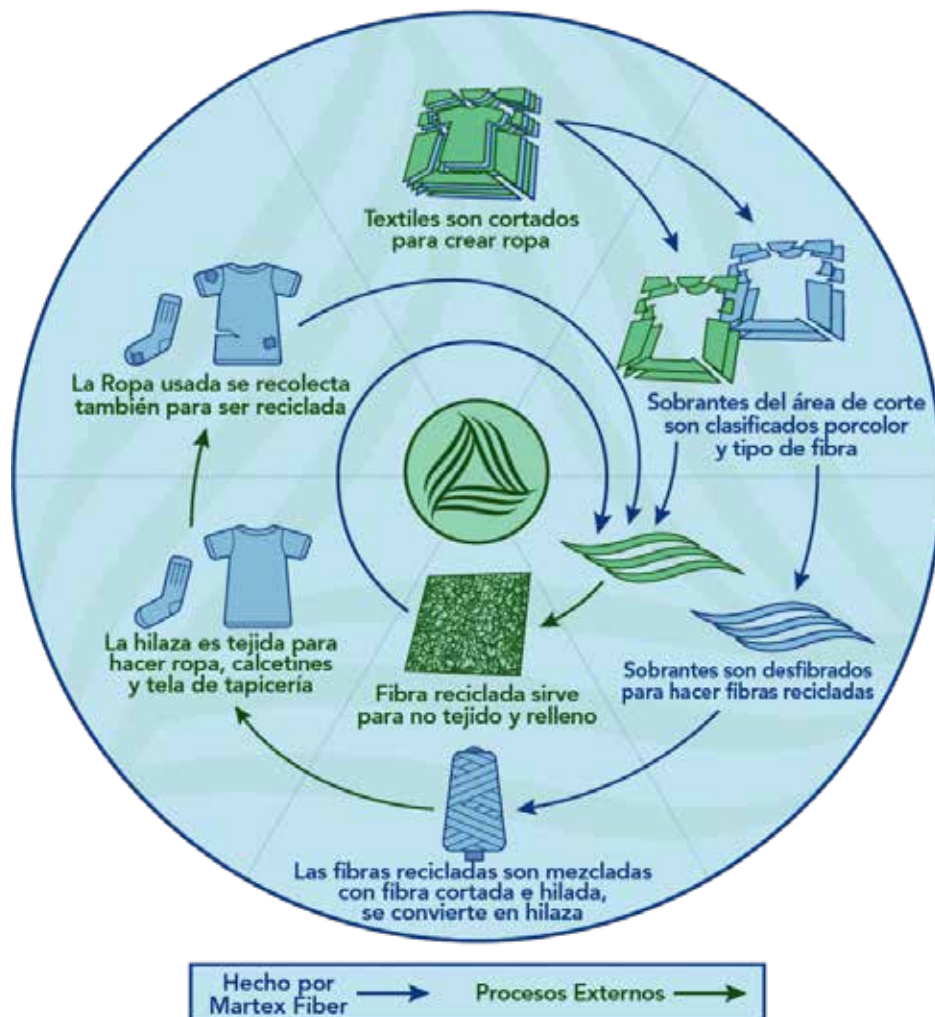 Textiles son cortados
para crear ropa
Sobrantes del área de corte
son clasificados porcolor
y tipo de fibra
Sobrantes son desfibrados
para hacer fibras recicladas
Fibra reciclada sirve
para no tejido y relleno
Las fibras recicladas son mezcladas
con fibra cortada e hilada,
se convierte en hilaza
La hilaza es tejida para
hacer ropa, calcetines
y tela de tapicería
La Ropa usada se recolecta
también para ser reciclada
Hecho por
Martex Fiber
Procesos Externos